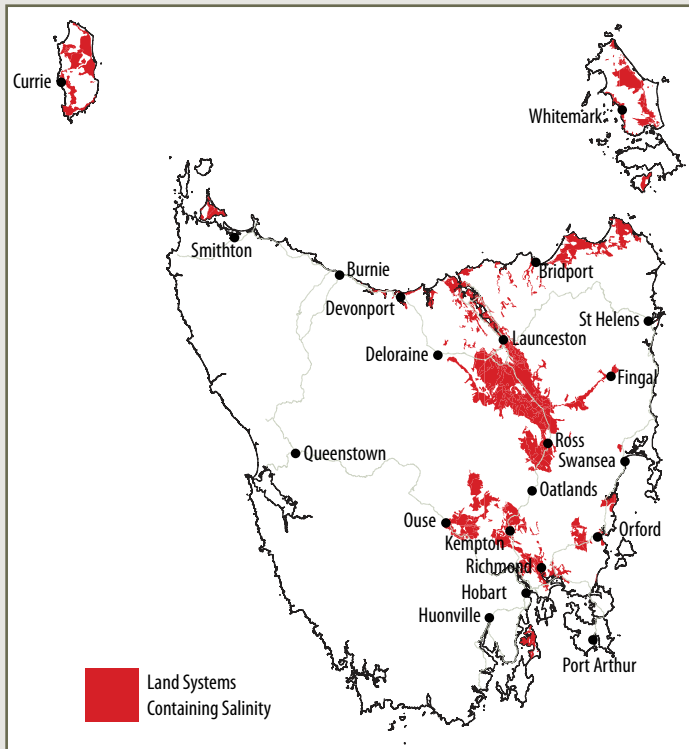 Currie
Whitemark
Smithton
Burnie
Bridport
Devonport
St Helens
Launceston
Deloraine
Fingal
Ross
Queenstown
Swansea
Oatlands
Ouse
Orford
Kempton
Richmond
Hobart
Huonville
Port Arthur
Land Systems
Containing Salinity